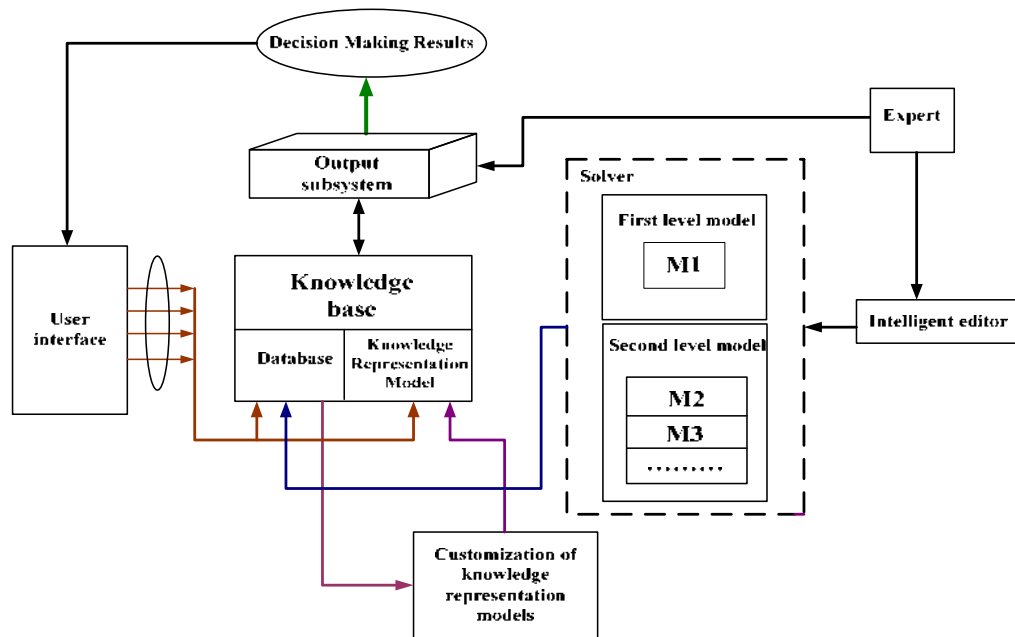 Decision Making Results
Expert
Output
subsystem
Solver
First level model
M1
Knowledge
base
User
interface
Intelligent editor
Database
Knowledge
Representation
Model
Second level model
M2
M3
.........
Customization of
knowledge
representation
models